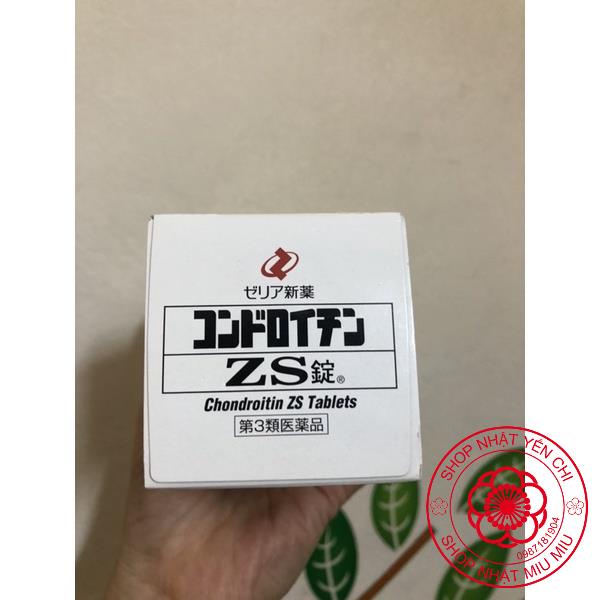 ゼリア新薬
コンドロイチン
ZS錠®
Chondroitin ZS Tablets
第3類医薬品
SHOP NHẬT YÊN CHI
0987181904
SHOP NHẬT MIU MIU